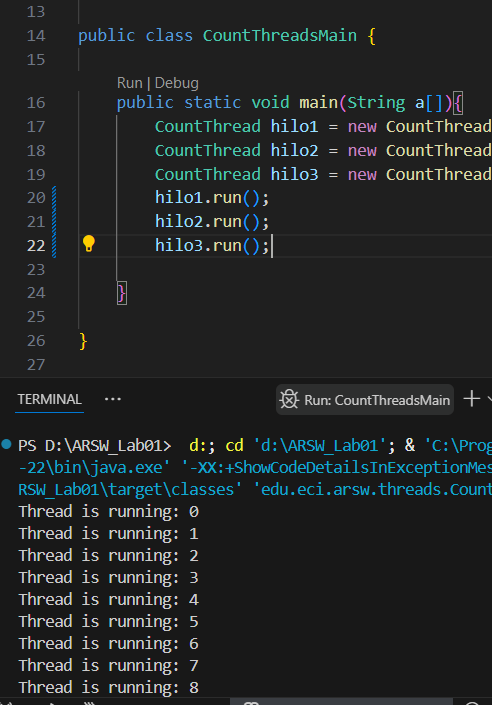 13
14 public class CountThreadsMain {
15
Run | Debug
16 public static void main(String a[]){
17 CountThread hilo1 = new CountThread
18 CountThread hilo2 = new CountThread
19 CountThread hilo3 = new CountThread
20 hilo1.run();
21 hilo2.run();
22 hilo3.run();
23
24 }
25
26 }
27
TERMINAL ··· Run: CountThreadsMain
PS D:\ARSW_Lab01> d:; cd 'd:\ARSW_Lab01'; & 'C:\Prog
-22\bin\java.exe' '-XX:+ShowCodeDetailsInExceptionMes
RSW_Lab01\target\classes' 'edu.eci.arsw.threads.Count
Thread is running: 0
Thread is running: 1
Thread is running: 2
Thread is running: 3
Thread is running: 4
Thread is running: 5
Thread is running: 6
Thread is running: 7
Thread is running: 8